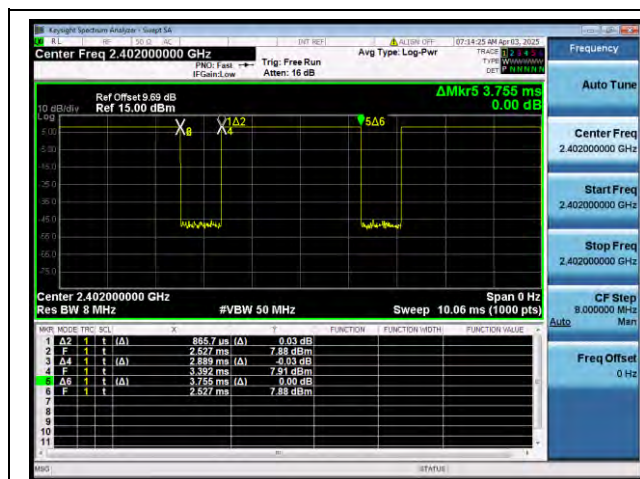 Keysight Spectrum Analyzer - Swept SA
RL RF 50 Ω AC INT REF ALIGN OFF 07:14:25 AM Apr 03, 2025
Center Freq 2.402000000 GHz
PNO: Fast
IFGain:Low
Trig: Free Run
Atten: 16 dB
Avg Type: Log-Pwr
TRACE 1 2 3 4 5 6
TYPE WWWWWW
DET P N N N N N
Ref Offset 9.69 dB
Ref 15.00 dBm
10 dB/div
Log
ΔMkr5 3.755 ms
0.00 dB
5.00
-5.00
-15.0
-25.0
-35.0
-45.0
-55.0
-65.0
-75.0
1Δ2
4
5Δ6
Center 2.402000000 GHz
Span 0 Hz
Res BW 8 MHz
#VBW 50 MHz
Sweep 10.06 ms (1000 pts)
MKR MODE TRC SCL X Y FUNCTION FUNCTION WIDTH FUNCTION VALUE
1 Δ2 1 t (Δ) 865.7 us (Δ) 0.03 dB
2 F 1 t 2.527 ms 7.88 dBm
3 Δ4 1 t (Δ) 2.889 ms (Δ) -0.03 dB
4 F 1 t 3.392 ms 7.91 dBm
5 Δ6 1 t (Δ) 3.755 ms (Δ) 0.00 dB
6 F 1 t 2.527 ms 7.88 dBm
7
8
9
10
11
MSG
STATUS
Frequency
Auto Tune
Center Freq
2.402000000 GHz
Start Freq
2.402000000 GHz
Stop Freq
2.402000000 GHz
CF Step
8.000000 MHz
Auto Man
Freq Offset
0 Hz